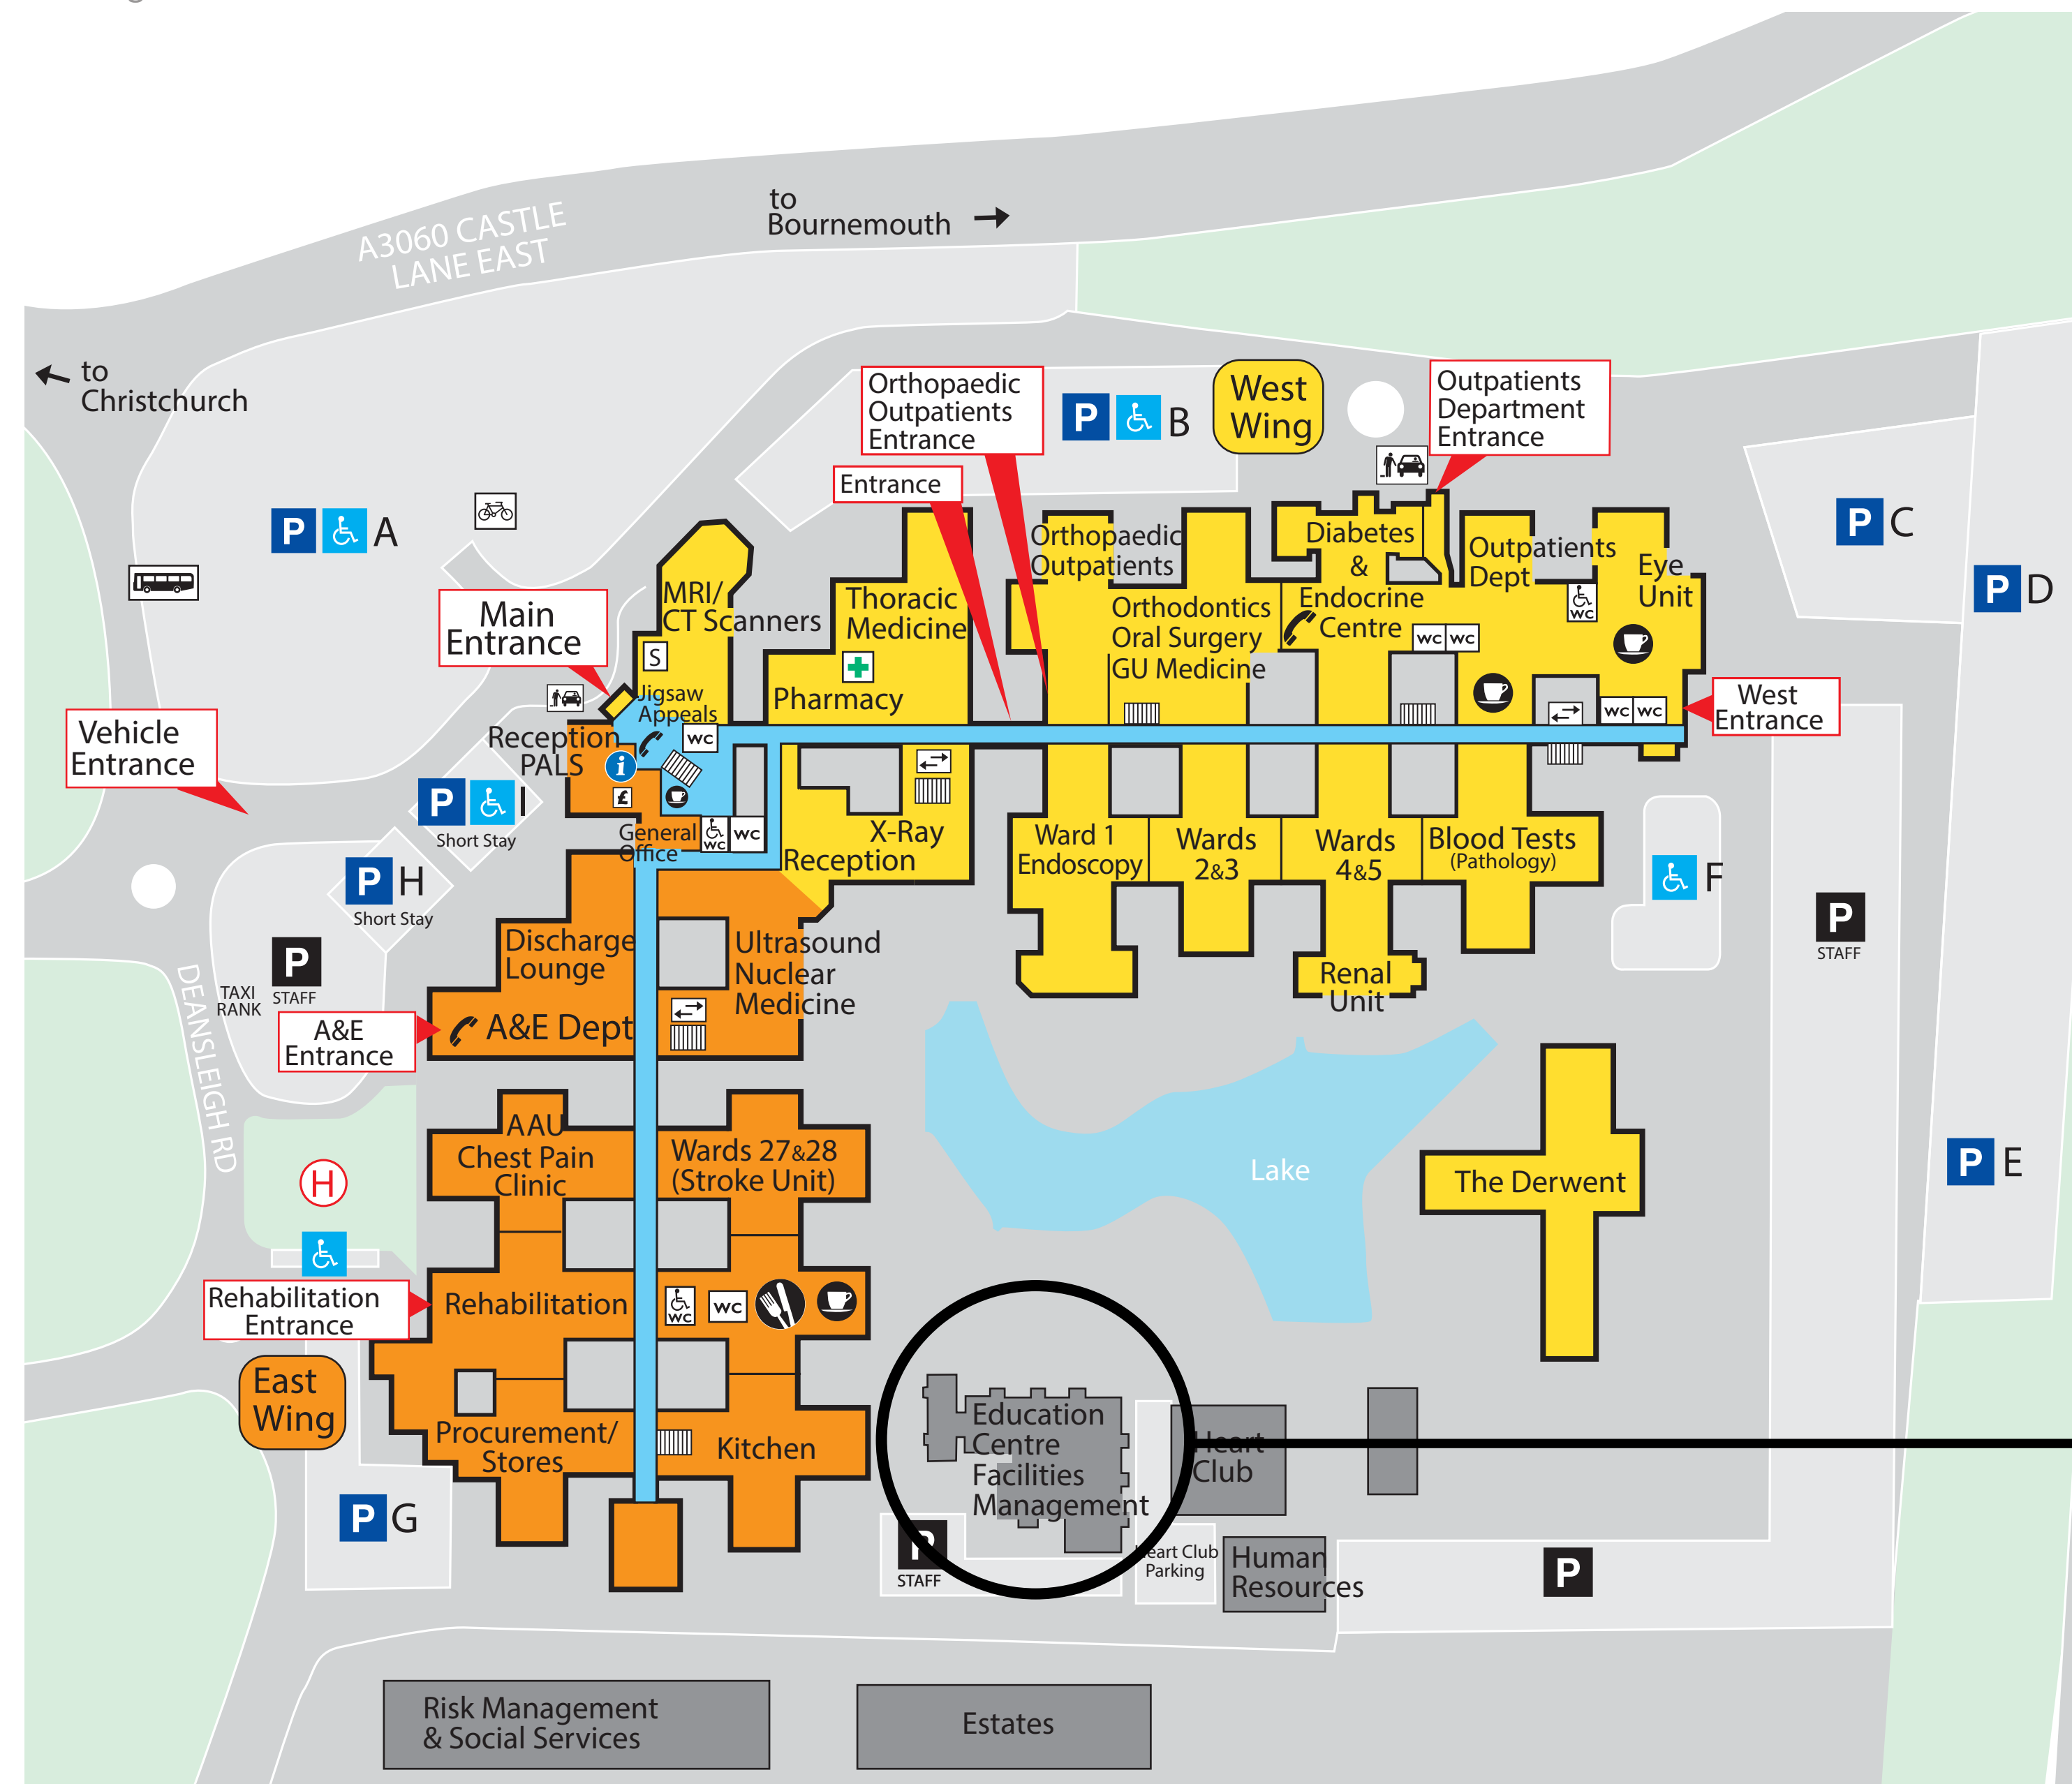 A3060 CASTLE
LANE EAST
to
Bournemouth
to
Christchurch
Orthopaedic
Outpatients
Entrance
P
B
West
Wing
Outpatients
Department
Entrance
Entrance
P
A
P C
P D
Main
Entrance
MRI/
CT Scanners
S
Jigsaw
Appeals
Thoracic
Medicine
Pharmacy
Orthopaedic
Outpatients
Orthodontics
Oral Surgery
GU Medicine
Diabetes
&
Endocrine
Centre
WC WC
Outpatients
Dept
WC
Eye
Unit
WC WC
West
Entrance
Vehicle
Entrance
Reception
PALS
i
£
WC
P
I
Short Stay
General
Office
WC
WC
X-Ray
Reception
Ward 1
Endoscopy
Wards
2&3
Wards
4&5
Blood Tests
(Pathology)
F
P H
Short Stay
P
STAFF
P
STAFF
TAXI
RANK
DEANSLEIGH RD
Discharge
Lounge
Ultrasound
Nuclear
Medicine
Renal
Unit
A&E
Entrance
A&E Dept
AAU
Chest Pain
Clinic
Wards 27&28
(Stroke Unit)
Lake
The Derwent
P E
H
Rehabilitation
Entrance
Rehabilitation
WC
WC
East
Wing
Procurement/
Stores
Kitchen
Education
Centre
Facilities
Management
Heart
Club
P G
P
STAFF
Heart Club
Parking
Human
Resources
P
Risk Management
& Social Services
Estates